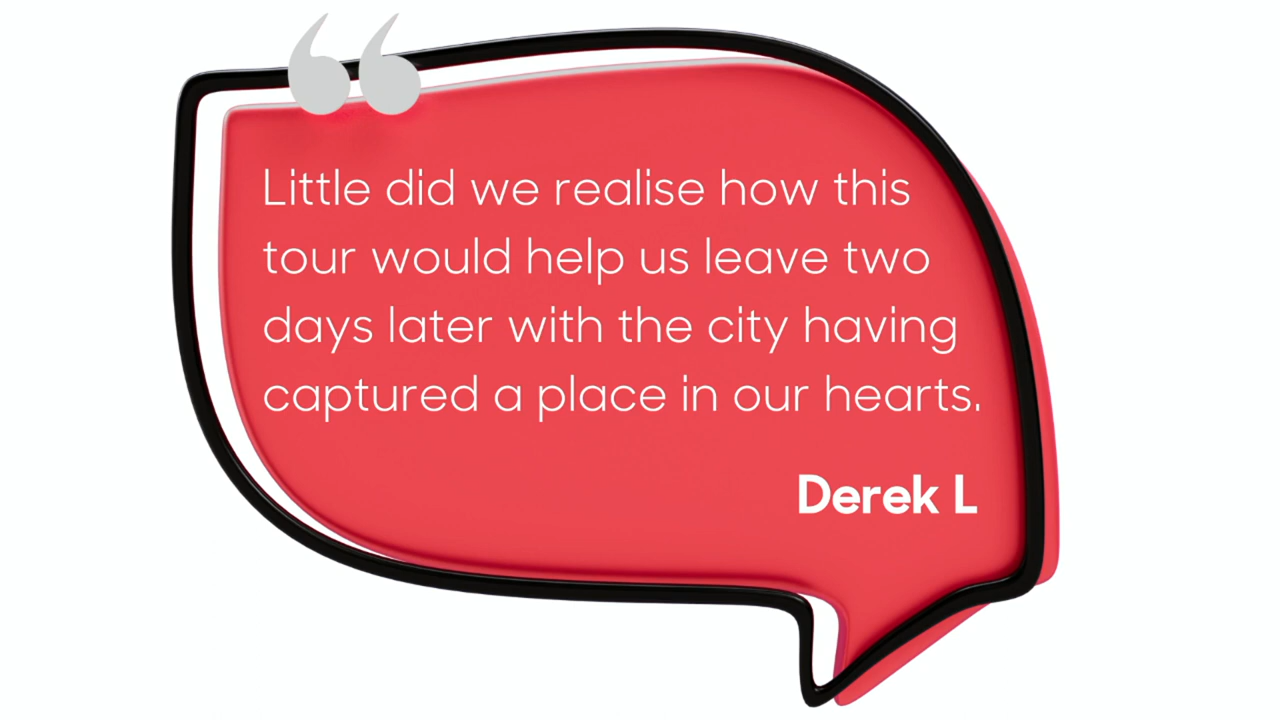 Little did we realise how this
tour would help us leave two
days later with the city having
captured a place in our hearts.
Derek L